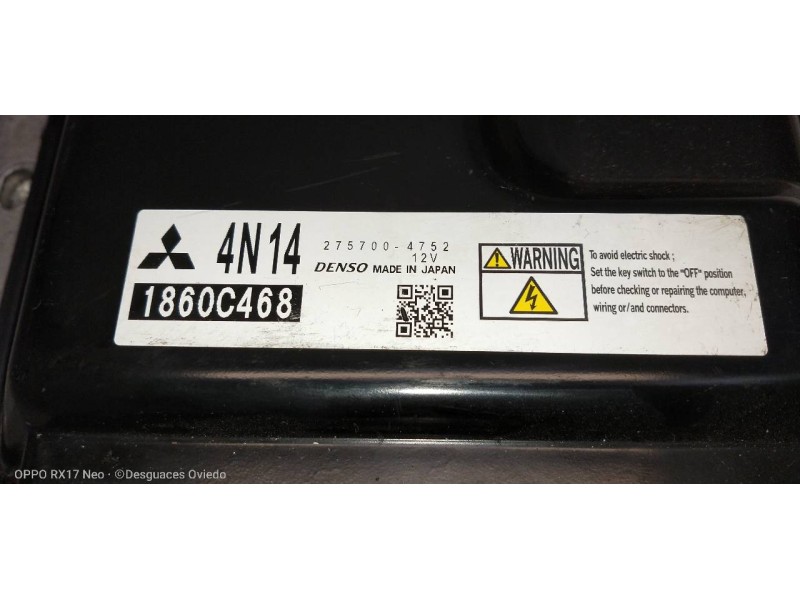 4N14
275700-4752
12V
DENSO MADE IN JAPAN
1860C468
WARNING
To avoid electric shock ;
Set the key switch to the "OFF" position
before checking or repairing the computer,
wiring or/and connectors.
OPPO RX17 Neo · ©Desguaces Oviedo